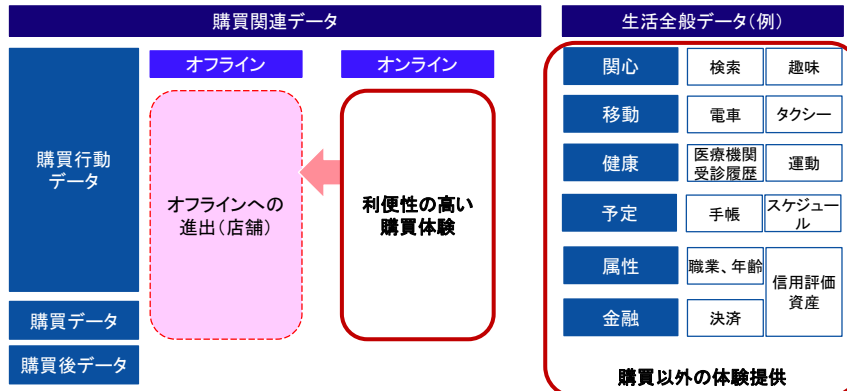 購買関連データ
生活全般データ(例)
オフライン
オンライン
購買行動
データ
購買データ
購買後データ
オフラインへの
進出(店舗)
利便性の高い
購買体験
関心
検索
趣味
移動
電車
タクシー
健康
医療機関
受診履歴
運動
予定
手帳
スケジュー
ル
属性
職業、年齢
信用評価
資産
金融
決済
購買以外の体験提供